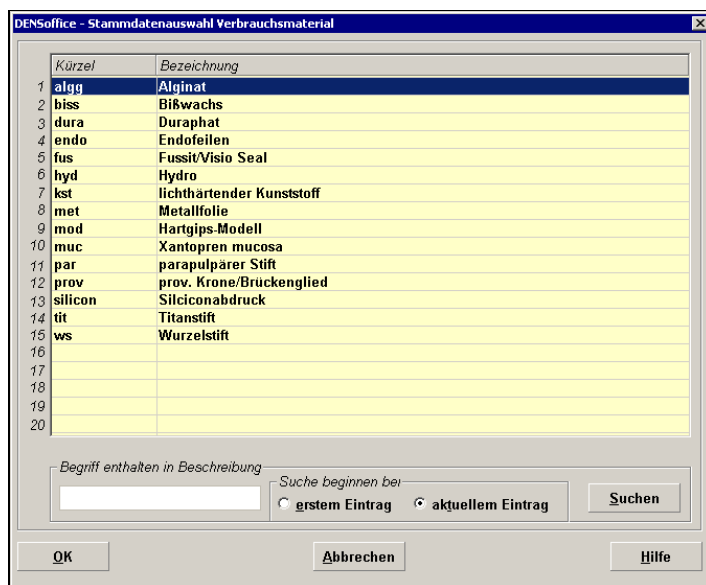 DENSoffice - Stammdatenauswahl Verbrauchsmaterial
Kürzel Bezeichnung
1 algg Alginat
2 biss Bißwachs
3 dura Duraphat
4 endo Endofeilen
5 fus Fussit/Visio Seal
6 hyd Hydro
7 kst lichthärtender Kunststoff
8 met Metallfolie
9 mod Hartgips-Modell
10 muc Xantopren mucosa
11 par parapulpärer Stift
12 prov prov. Krone/Brückenglied
13 silicon Silciconabdruck
14 tit Titanstift
15 ws Wurzelstift
16
17
18
19
20
Begriff enthalten in Beschreibung
Suche beginnen bei
erstem Eintrag aktuellem Eintrag
Suchen
OK Abbrechen Hilfe